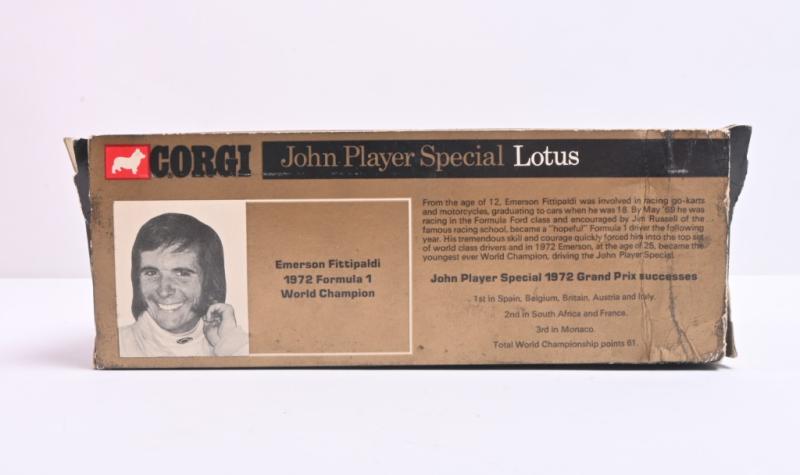 CORGI John Player Special Lotus
Emerson Fittipaldi
1972 Formula 1
World Champion
From the age of 12, Emerson Fittipaldi was involved in racing go-karts
and motorcycles, graduating to cars when he was 18. By May '69 he was
racing in the Formula Ford class and encouraged by Jim Russell of the
famous racing school, became a "hopeful" Formula 1 driver the following
year. His tremendous skill and courage quickly forced him into the top set
of world class drivers and in 1972 Emerson, at the age of 25, became the
youngest ever World Champion, driving the John Player Special.
John Player Special 1972 Grand Prix successes
1st in Spain, Belgium, Britain, Austria and Italy.
2nd in South Africa and France.
3rd in Monaco.
Total World Championship points 61.